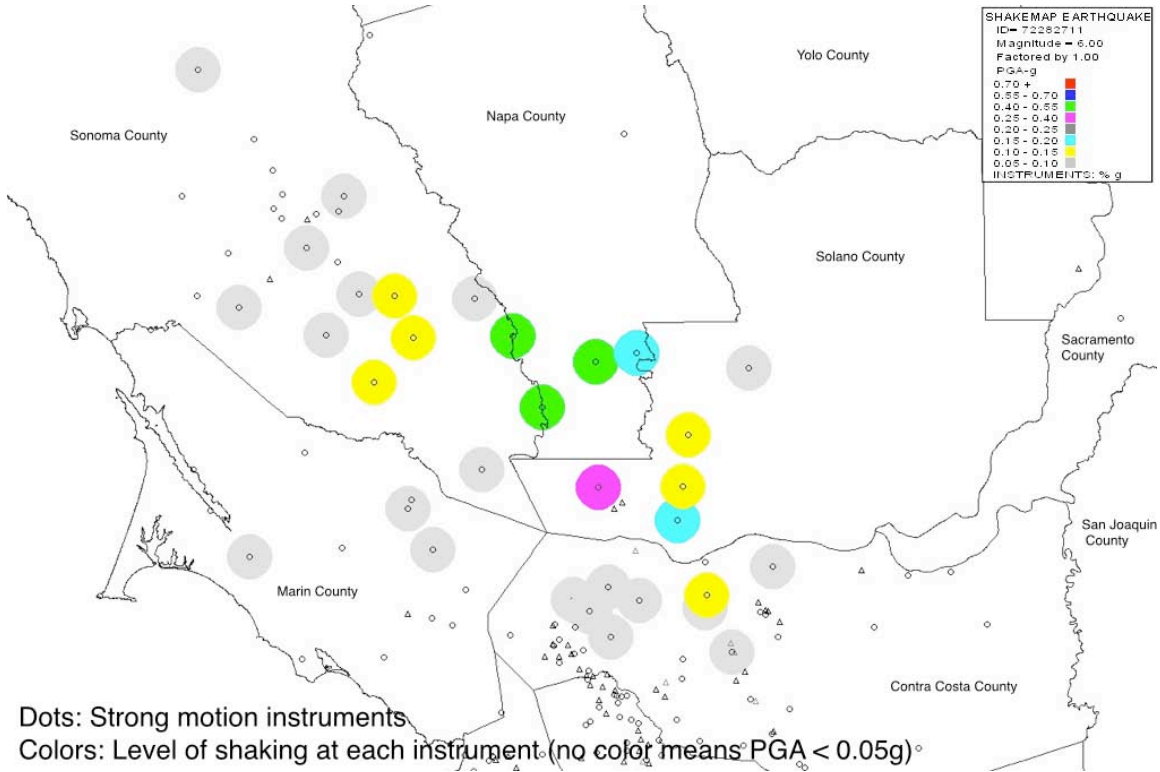 SHAKEMAP EARTHQUAKE
ID= 72282711
Magnitude = 6.00
Factored by 1.00
PGA-g
0.70 +
0.55 - 0.70
0.40 - 0.55
0.25 - 0.40
0.20 - 0.25
0.15 - 0.20
0.10 - 0.15
0.05 - 0.10
INSTRUMENTS: % g
Yolo County
Napa County
Sonoma County
Solano County
Sacramento
County
San Joaquin
County
Marin County
Contra Costa County
Dots: Strong motion instruments
Colors: Level of shaking at each instrument (no color means PGA < 0.05g)